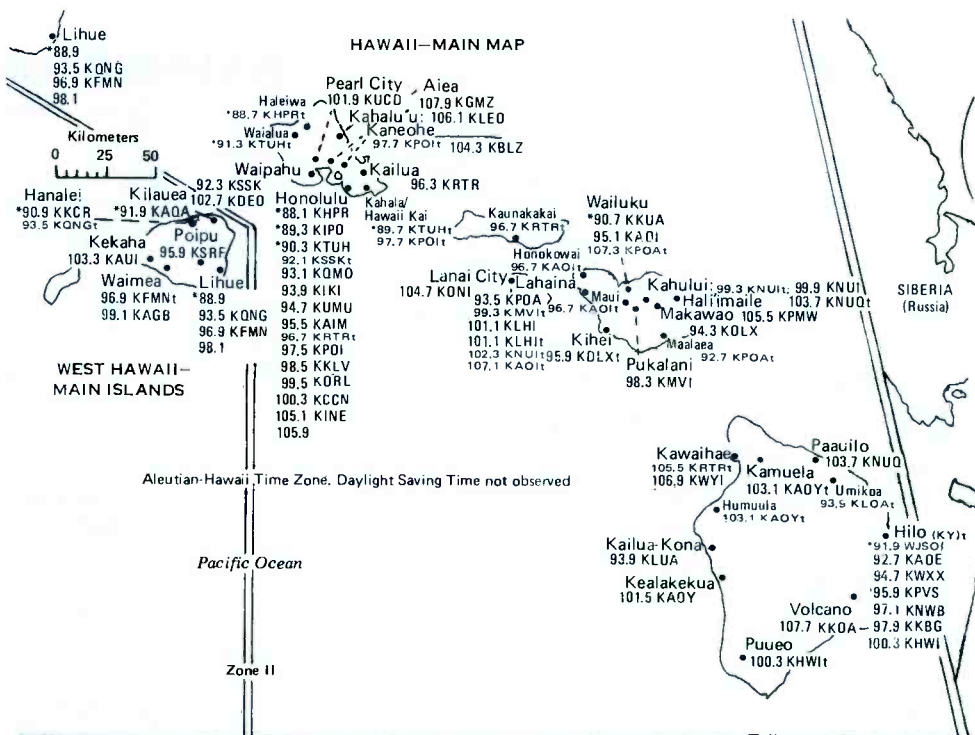 HAWAII—MAIN MAP
Lihue
*88.9
93.5 KQNG
96.9 KFMN
98.1
Kilometers
0 25 50
Pearl City
101.9 KUCD
Aiea
107.9 KGMZ
Kahalu'u: 106.1 KLEO
Kaneohe
97.7 KPOIt
104.3 KBLZ
Haleiwa
*88.7 KHPRt
Waialua
*91.3 KTUHt
Waipahu
Kailua
96.3 KRTR
Kahala/
Hawaii Kai
*89.7 KTUHt
97.7 KPOIt
Hanalei
*90.9 KKCR
93.5 KQNGt
Kilauea
*91.9 KAQA
92.3 KSSK
102.7 KDEO
Kekaha
103.3 KAUI
Poipu
95.9 KSRF
Waimea
96.9 KFMNt
99.1 KAGB
Lihue
*88.9
93.5 KQNG
96.9 KFMN
98.1
WEST HAWAII—
MAIN ISLANDS
Honolulu
*88.1 KHPR
*89.3 KIPO
*90.3 KTUH
92.1 KSSKt
93.1 KQMO
93.9 KIKI
94.7 KUMU
95.5 KAIM
96.7 KRTRt
97.5 KPOI
98.5 KKLV
99.5 KORL
100.3 KCCN
105.1 KINE
105.9
Kaunakakai
96.7 KRTRt
Lanai City
104.7 KONI
Honokowai
96.7 KAOIt
Lahaina
93.5 KPOA
99.3 KMVIt
101.1 KLHI
101.1 KLHIt
102.3 KNUIt
107.1 KAOIt
Maui
96.7 KAOIt
Wailuku
*90.7 KKUA
95.1 KAOI
107.3 KPOAt
Kahului: 99.3 KNUIt; 99.9 KNUI
Hali'imaile 103.7 KNUQt
Makawao 105.5 KPMW
94.3 KDLX
Kihei
95.9 KDLXt
Maalaea
92.7 KPOAt
Pukalani
98.3 KMVI
SIBERIA
(Russia)
Aleutian-Hawaii Time Zone. Daylight Saving Time not observed
Pacific Ocean
Zone II
Kawaihae
105.5 KRTRt
106.9 KWYI
Kamuela
103.1 KAOYt
Paauilo
103.7 KNUQ
Umikoa
93.9 KLOAt
Humuula
103.1 KAOYt
Kailua-Kona
93.9 KLUA
Kealakekua
101.5 KAOY
Hilo (KY)t
*91.9 WJSOt
92.7 KAOE
94.7 KWXX
95.9 KPVS
97.1 KNWB
97.9 KKBG
100.3 KHWI
Volcano
107.7 KKOA
Puueo
100.3 KHWIt